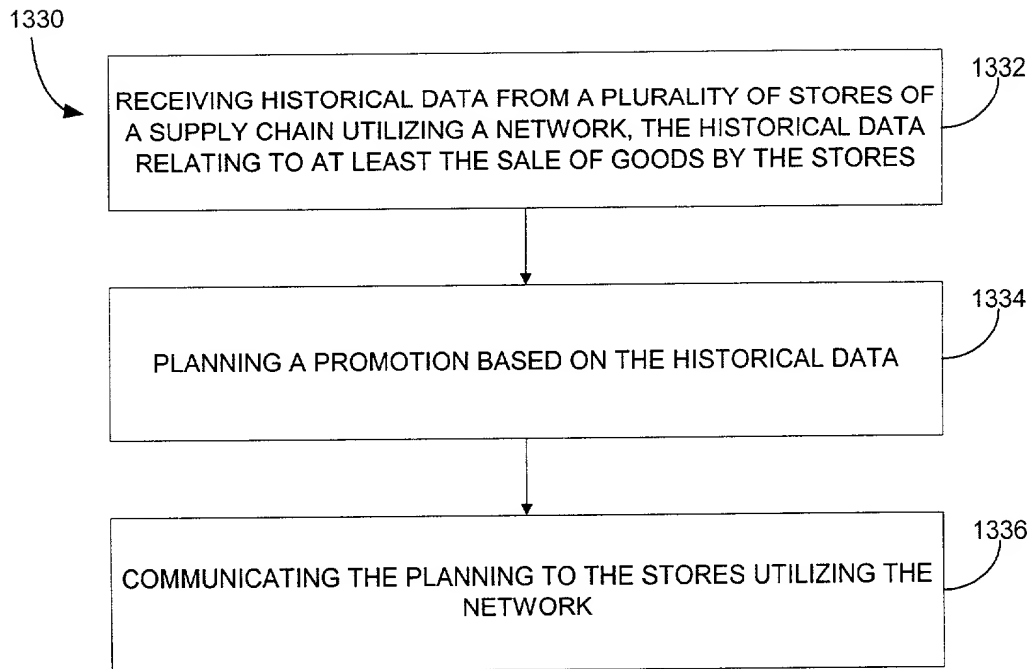 1330
1332
RECEIVING HISTORICAL DATA FROM A PLURALITY OF STORES OF
A SUPPLY CHAIN UTILIZING A NETWORK, THE HISTORICAL DATA
RELATING TO AT LEAST THE SALE OF GOODS BY THE STORES
1334
PLANNING A PROMOTION BASED ON THE HISTORICAL DATA
1336
COMMUNICATING THE PLANNING TO THE STORES UTILIZING THE
NETWORK